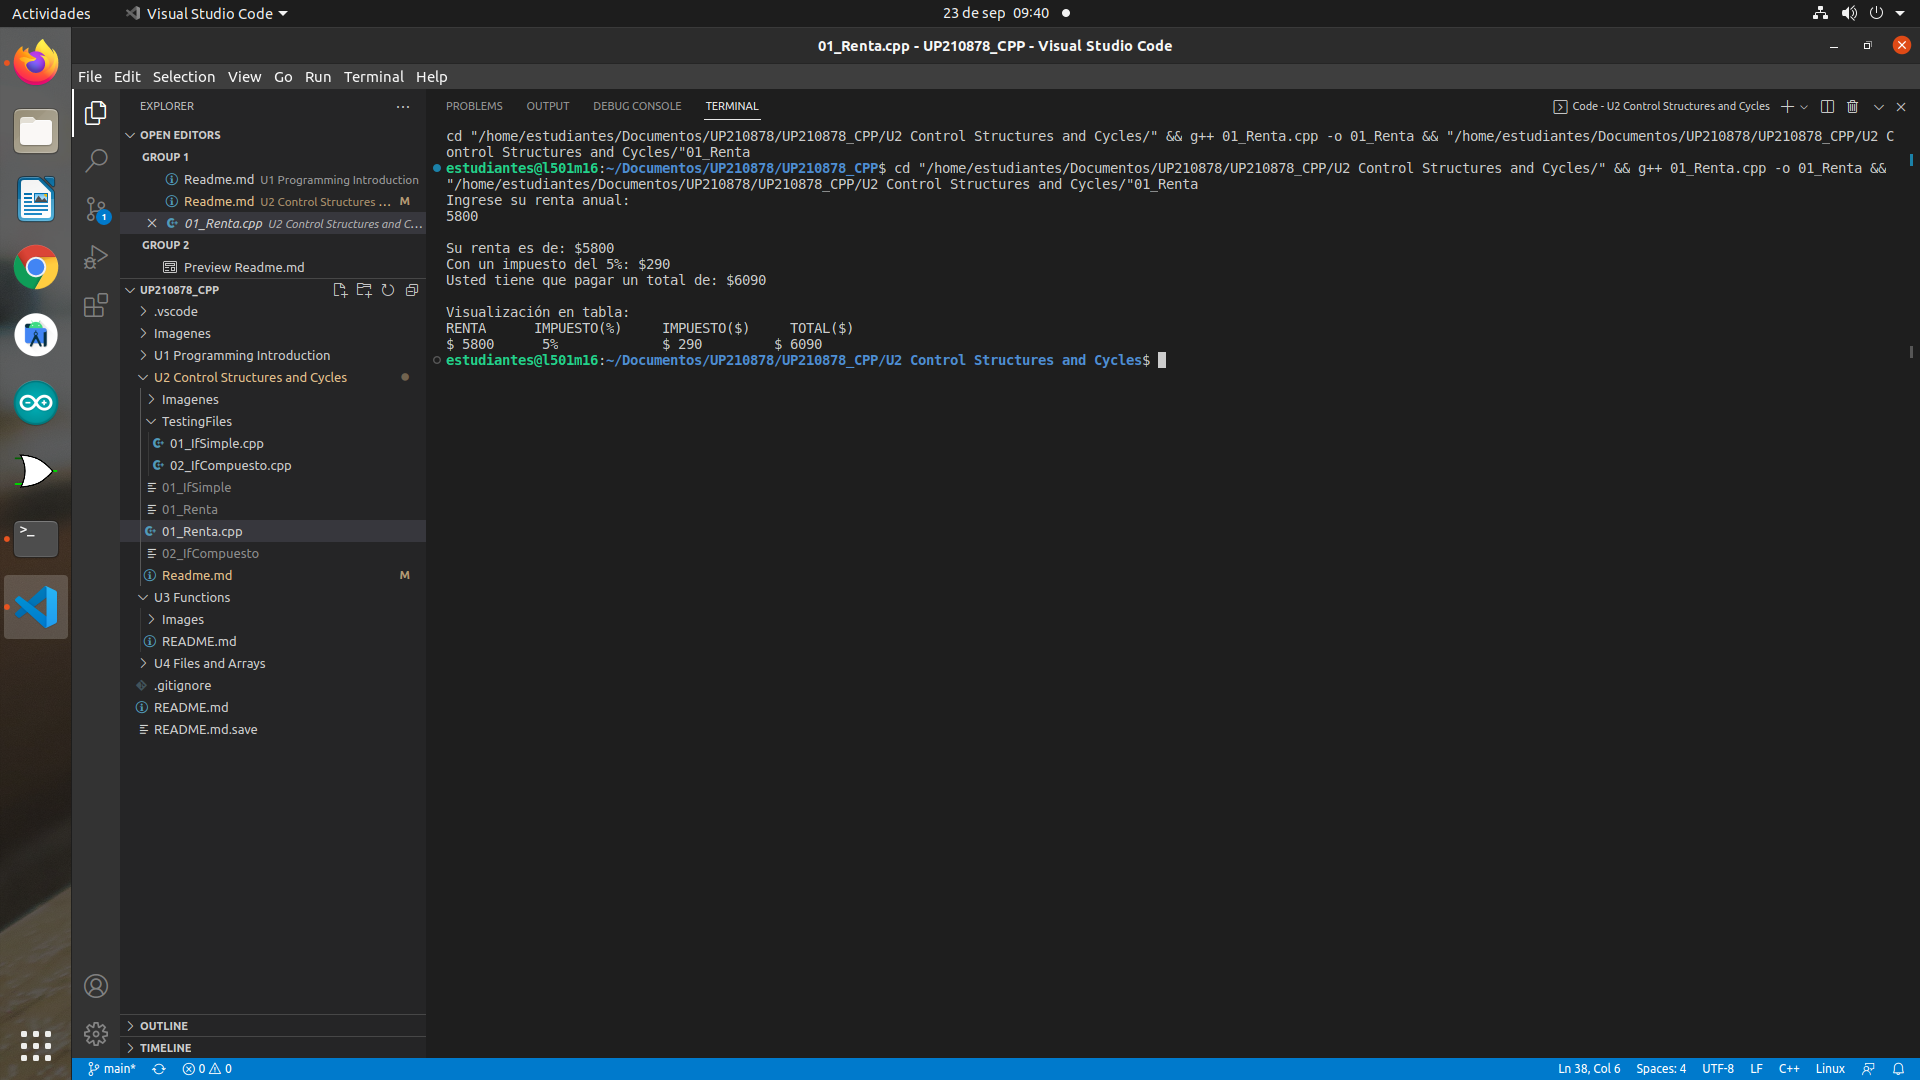 Actividades
Visual Studio Code
23 de sep 09:40
01_Renta.cpp - UP210878_CPP - Visual Studio Code
File Edit Selection View Go Run Terminal Help
EXPLORER
OPEN EDITORS
GROUP 1
Readme.md U1 Programming Introduction
Readme.md U2 Control Structures ... M
01_Renta.cpp U2 Control Structures and C...
GROUP 2
Preview Readme.md
UP210878_CPP
.vscode
Imagenes
U1 Programming Introduction
U2 Control Structures and Cycles
Imagenes
TestingFiles
01_IfSimple.cpp
02_IfCompuesto.cpp
01_IfSimple
01_Renta
01_Renta.cpp
02_IfCompuesto
Readme.md M
U3 Functions
Images
README.md
U4 Files and Arrays
.gitignore
README.md
README.md.save
OUTLINE
TIMELINE
1
PROBLEMS OUTPUT DEBUG CONSOLE TERMINAL
Code - U2 Control Structures and Cycles
cd "/home/estudiantes/Documentos/UP210878/UP210878_CPP/U2 Control Structures and Cycles/" && g++ 01_Renta.cpp -o 01_Renta && "/home/estudiantes/Documentos/UP210878/UP210878_CPP/U2 C
ontrol Structures and Cycles/"01_Renta
estudiantes@l501m16:~/Documentos/UP210878/UP210878_CPP$ cd "/home/estudiantes/Documentos/UP210878/UP210878_CPP/U2 Control Structures and Cycles/" && g++ 01_Renta.cpp -o 01_Renta &&
"/home/estudiantes/Documentos/UP210878/UP210878_CPP/U2 Control Structures and Cycles/"01_Renta
Ingrese su renta anual:
5800
Su renta es de: $5800
Con un impuesto del 5%: $290
Usted tiene que pagar un total de: $6090
Visualización en tabla:
RENTA IMPUESTO(%) IMPUESTO($) TOTAL($)
$ 5800 5% $ 290 $ 6090
estudiantes@l501m16:~/Documentos/UP210878/UP210878_CPP/U2 Control Structures and Cycles$
main* 0 0
Ln 38, Col 6 Spaces: 4 UTF-8 LF C++ Linux